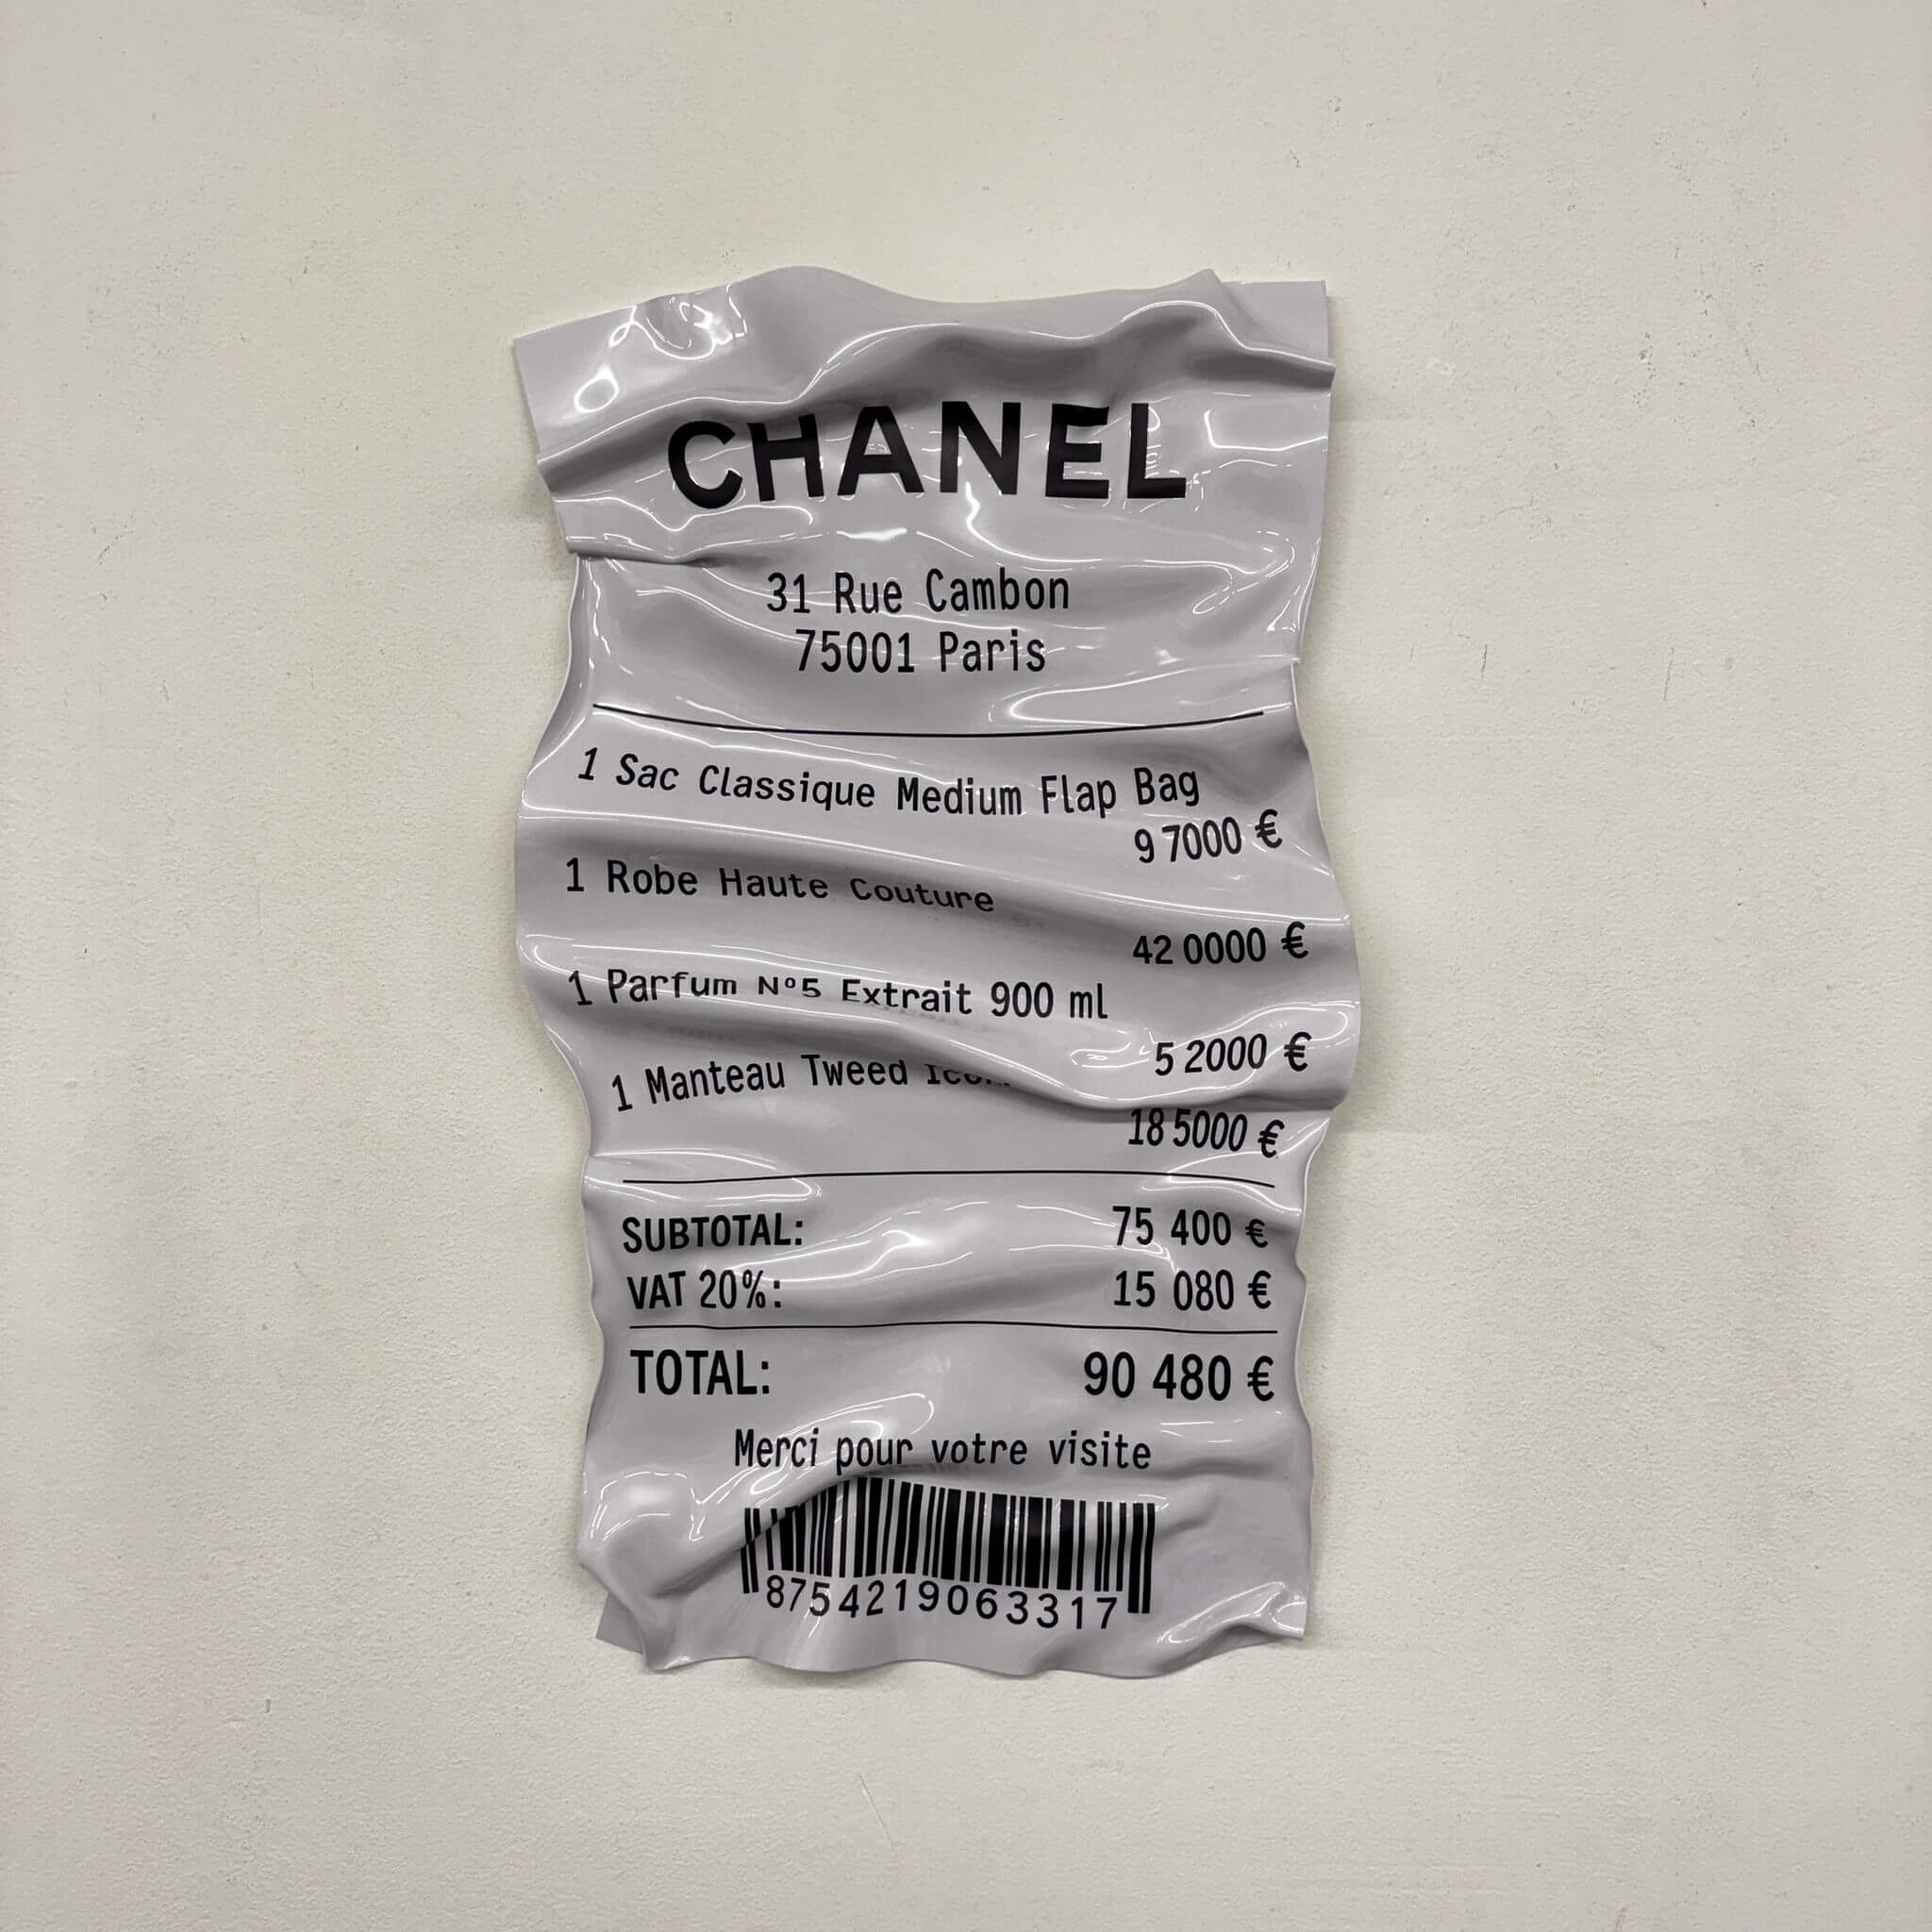 CHANEL
31 Rue Cambon
75001 Paris
1 Sac Classique Medium Flap Bag
9 7000 €
1 Robe Haute Couture
42 0000 €
1 Parfum Nº5 Extrait 900 ml
5 2000 €
1 Manteau Tweed
18 5000 €
SUBTOTAL: 75 400 €
VAT 20%: 15 080 €
TOTAL: 90 480 €
Merci pour votre visite
8754219063317